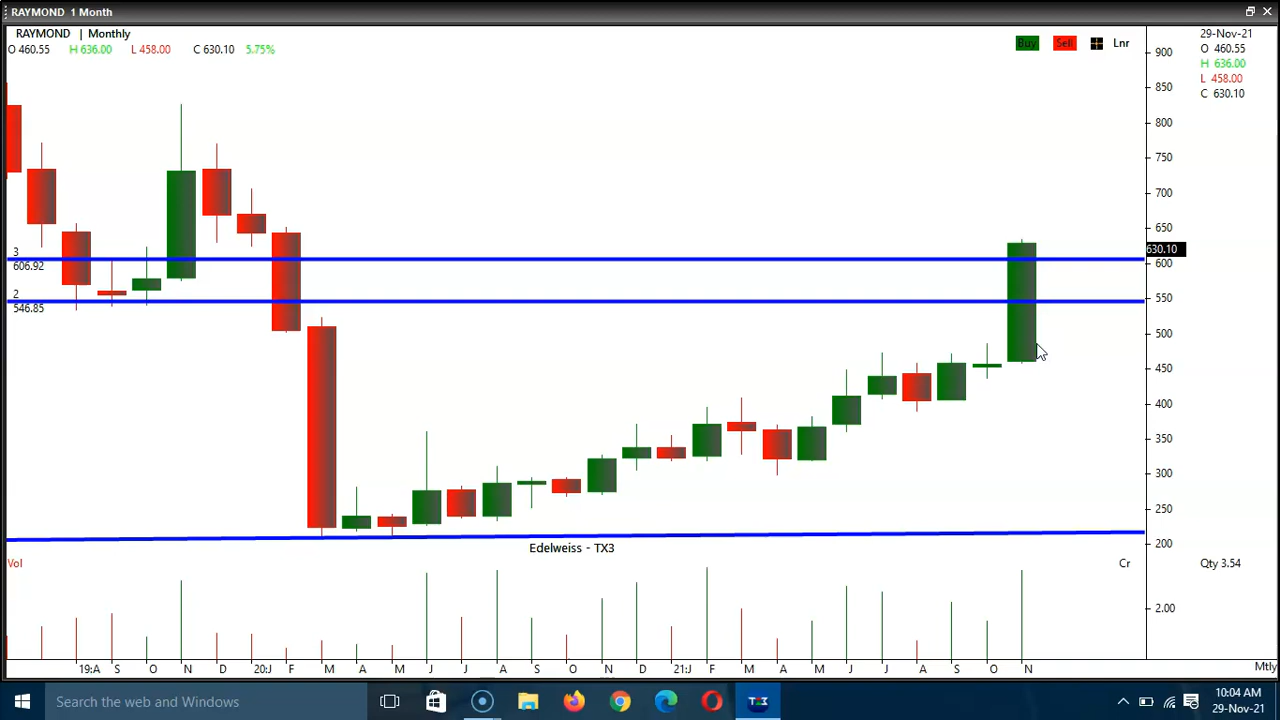 RAYMOND 1 Month
RAYMOND | Monthly
O 460.55 H 636.00 L 458.00 C 630.10 5.75%
Buy Sell Lnr
29-Nov-21
O 460.55
H 636.00
L 458.00
C 630.10
900
850
800
750
700
650
630.10
600
550
500
450
400
350
300
250
200
3
606.92
2
546.85
Edelweiss - TX3
Vol
Cr
Qty 3.54
2.00
19:A S O N D 20:J F M A M J J A S O N D 21:J F M A M J J A S O N
Mtly
Search the web and Windows
TX3
10:04 AM
29-Nov-21